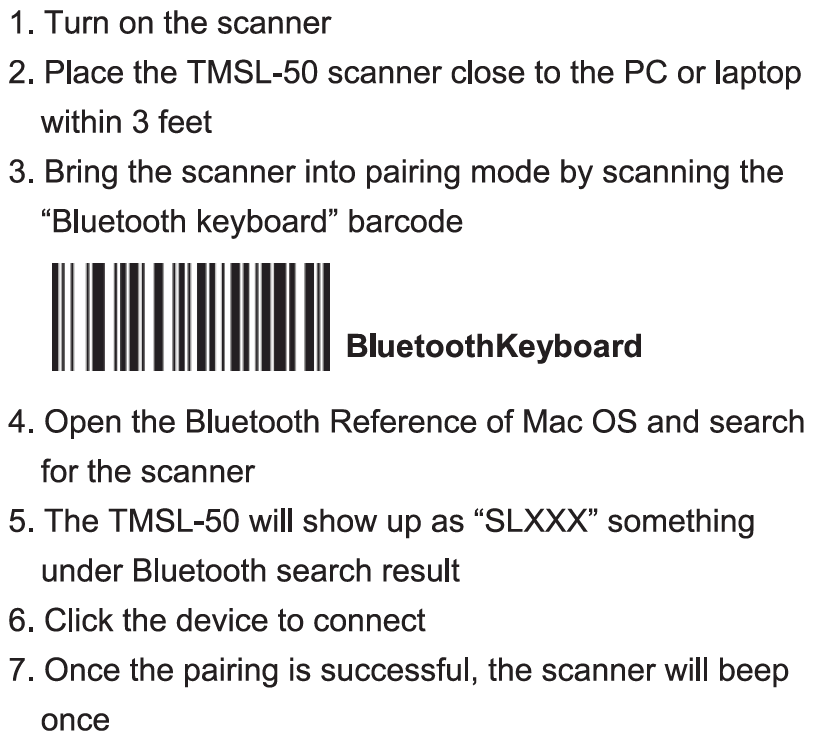 1. Turn on the scanner
2. Place the TMSL-50 scanner close to the PC or laptop
within 3 feet
3. Bring the scanner into pairing mode by scanning the
“Bluetooth keyboard” barcode
BluetoothKeyboard
4. Open the Bluetooth Reference of Mac OS and search
for the scanner
5. The TMSL-50 will show up as “SLXXX” something
under Bluetooth search result
6. Click the device to connect
7. Once the pairing is successful, the scanner will beep
once